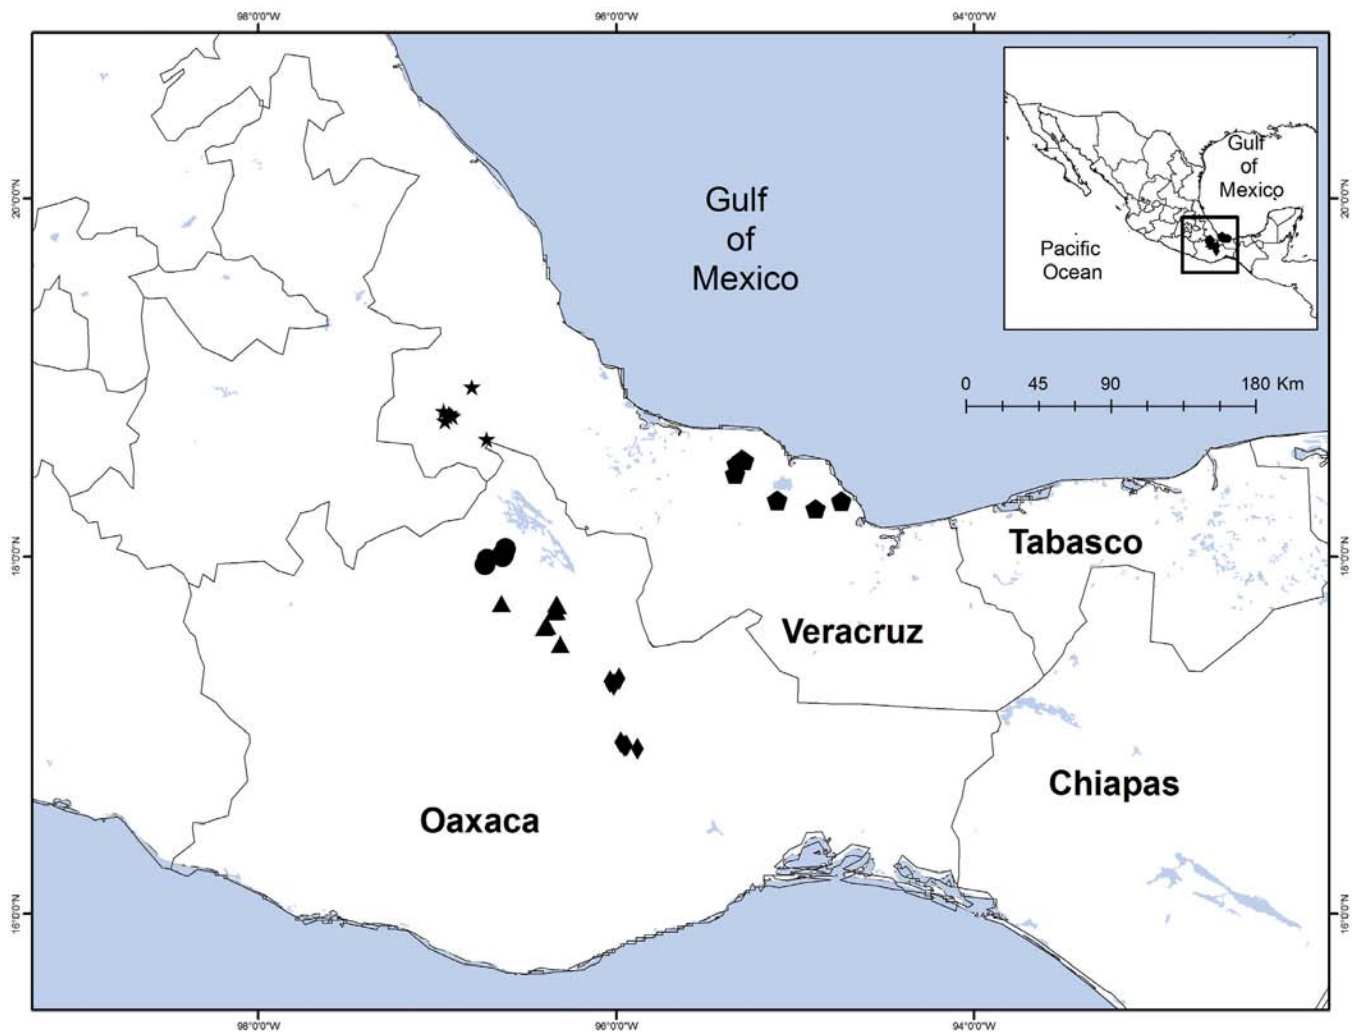 98°0'0"W
96°0'0"W
94°0'0"W
20°0'0"N
20°0'0"N
Gulf
of
Mexico
Gulf
of
Mexico
Pacific
Ocean
0 45 90 180 Km
Tabasco
18°0'0"N
18°0'0"N
Veracruz
Chiapas
Oaxaca
16°0'0"N
16°0'0"N
98°0'0"W
96°0'0"W
94°0'0"W